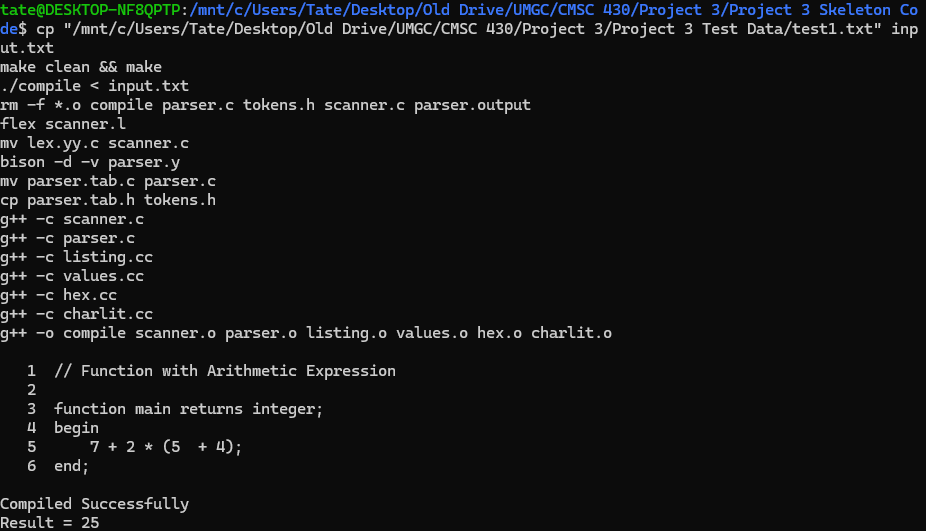 tate@DESKTOP-NF8QPTP:/mnt/c/Users/Tate/Desktop/Old Drive/UMGC/CMSC 430/Project 3/Project 3 Skeleton Co
de$ cp "/mnt/c/Users/Tate/Desktop/Old Drive/UMGC/CMSC 430/Project 3/Project 3 Test Data/test1.txt" inp
ut.txt
make clean && make
./compile < input.txt
rm -f *.o compile parser.c tokens.h scanner.c parser.output
flex scanner.l
mv lex.yy.c scanner.c
bison -d -v parser.y
mv parser.tab.c parser.c
cp parser.tab.h tokens.h
g++ -c scanner.c
g++ -c parser.c
g++ -c listing.cc
g++ -c values.cc
g++ -c hex.cc
g++ -c charlit.cc
g++ -o compile scanner.o parser.o listing.o values.o hex.o charlit.o

   1  // Function with Arithmetic Expression
   2
   3  function main returns integer;
   4  begin
   5      7 + 2 * (5  + 4);
   6  end;

Compiled Successfully
Result = 25